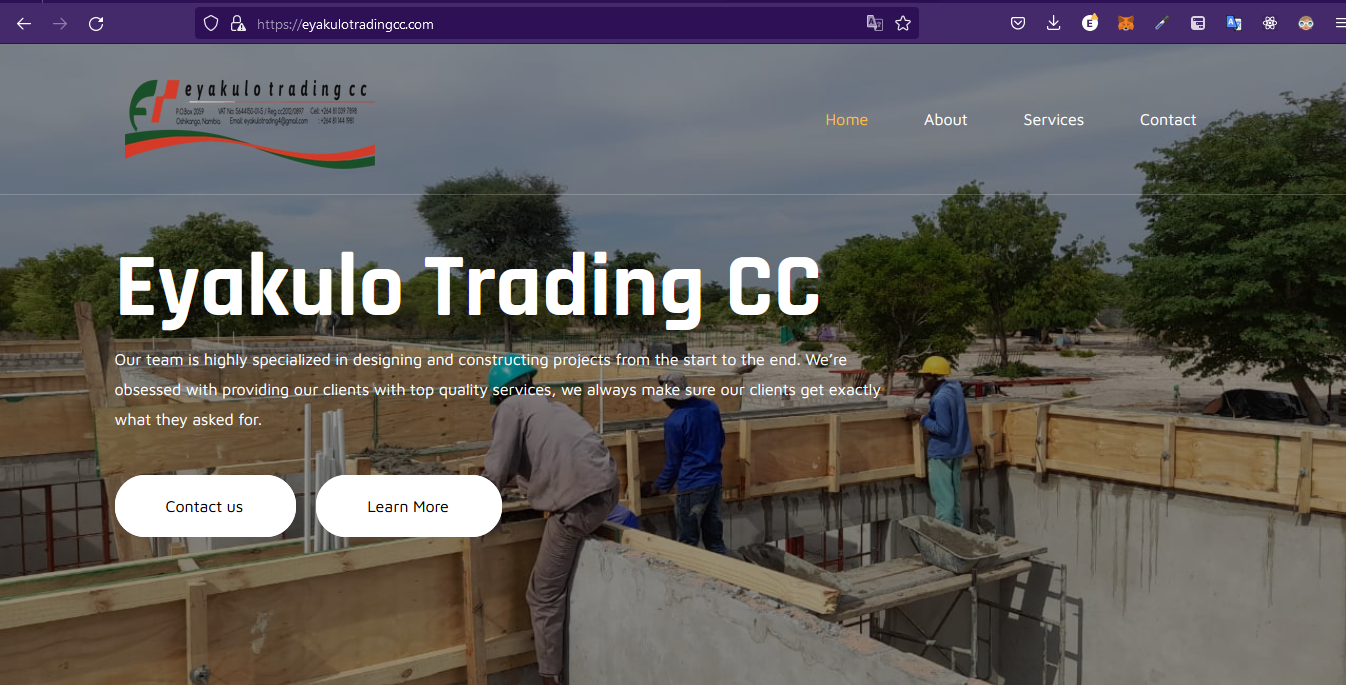 https://eyakulotradingcc.com
eyakulo trading cc
P.O.Box 2059 VAT No: 5644150-01-5 / Reg.cc2012/0897 Cell: +264 81 039 7898
Oshikango, Namibia Email: eyakulotrading4@gmail.com : +264 81 144 1981
Home About Services Contact
Eyakulo Trading CC
Our team is highly specialized in designing and constructing projects from the start to the end. We’re
obsessed with providing our clients with top quality services, we always make sure our clients get exactly
what they asked for.
Contact us Learn More